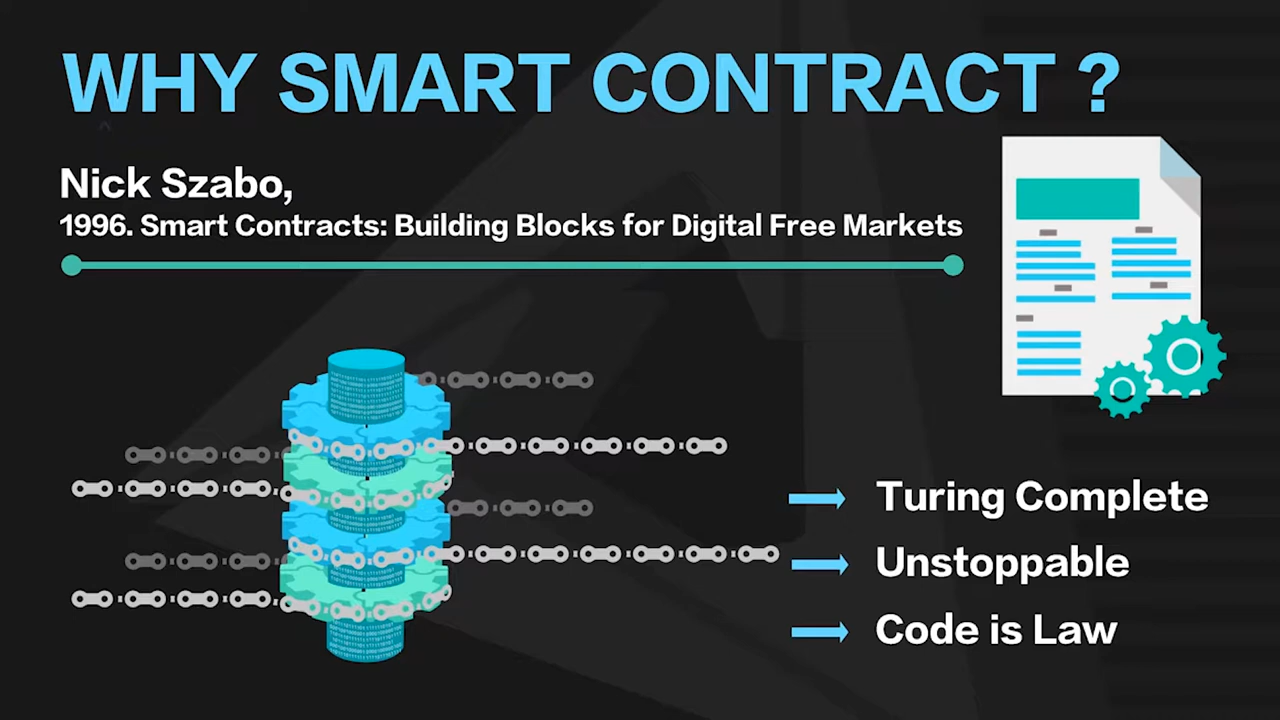 WHY SMART CONTRACT ?
Nick Szabo,
1996. Smart Contracts: Building Blocks for Digital Free Markets
Turing Complete
Unstoppable
Code is Law